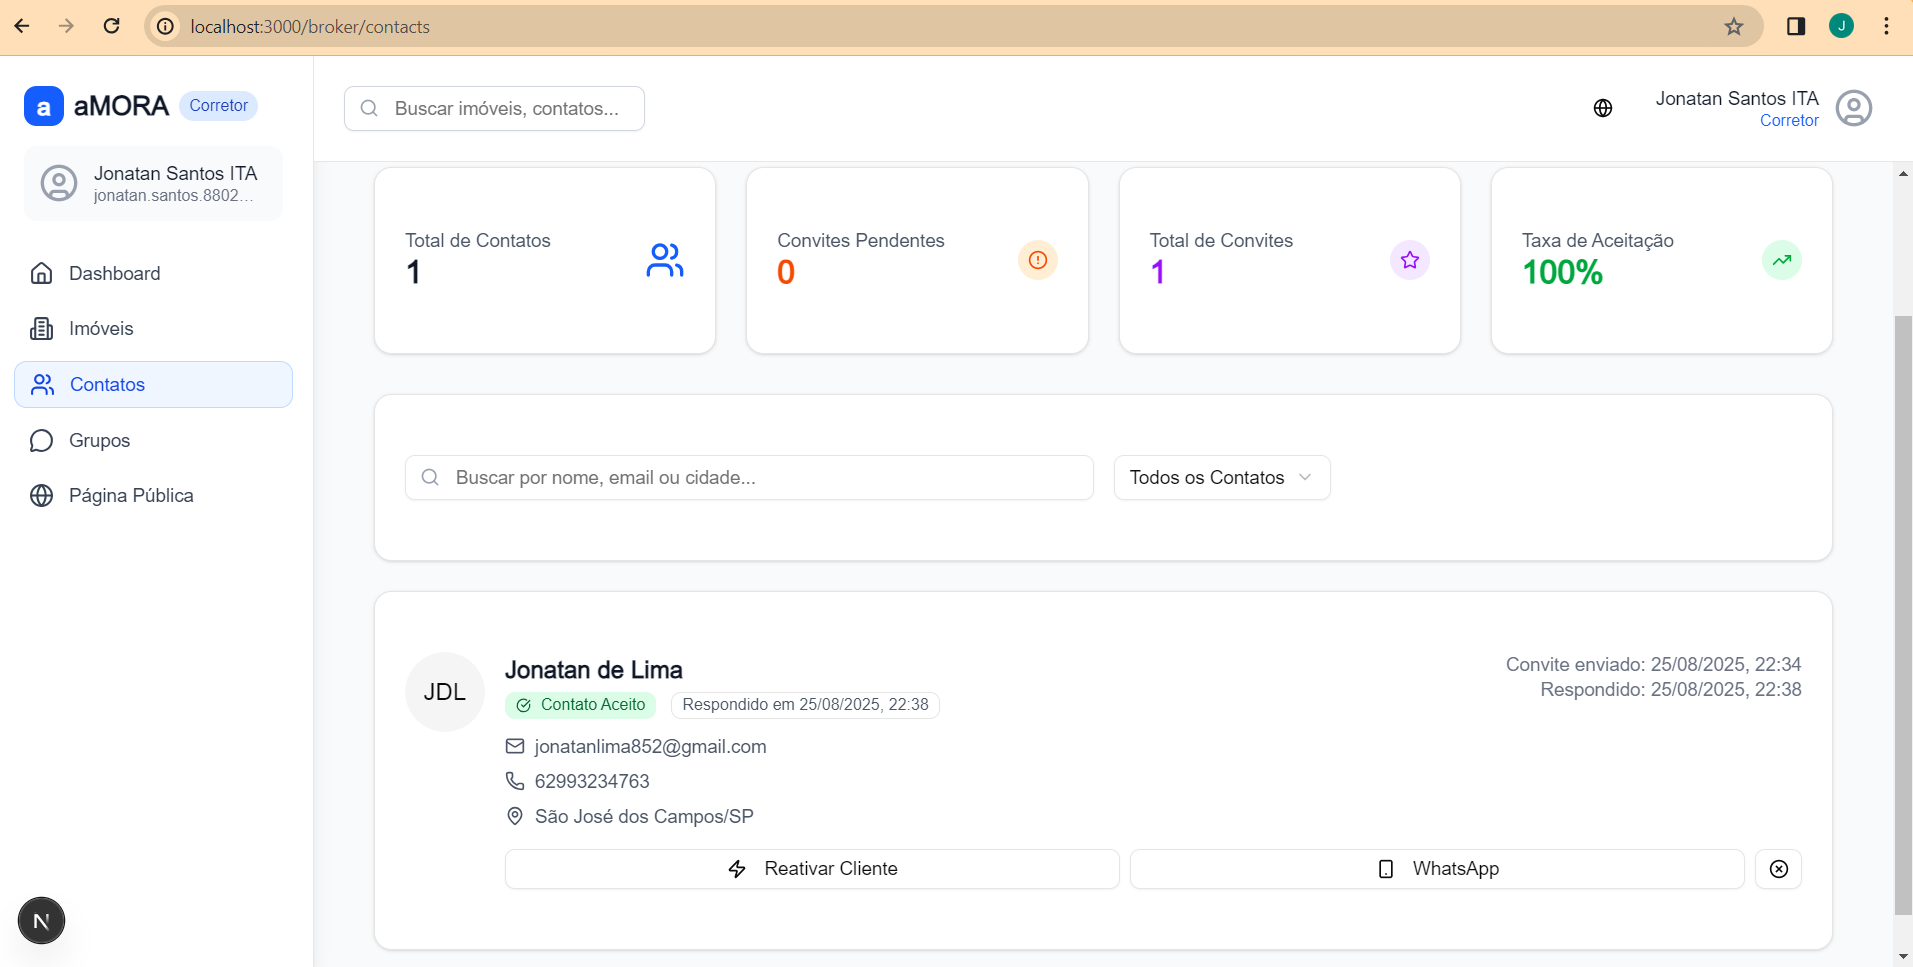 localhost:3000/broker/contacts
J
a aMORA Corretor
Jonatan Santos ITA
jonatan.santos.8802...
Dashboard
Imóveis
Contatos
Grupos
Página Pública
N
Buscar imóveis, contatos...
Jonatan Santos ITA
Corretor
Total de Contatos
1
Convites Pendentes
0
Total de Convites
1
Taxa de Aceitação
100%
Buscar por nome, email ou cidade...
Todos os Contatos
JDL
Jonatan de Lima
Contato Aceito
Respondido em 25/08/2025, 22:38
Convite enviado: 25/08/2025, 22:34
Respondido: 25/08/2025, 22:38
jonatanlima852@gmail.com
62993234763
São José dos Campos/SP
Reativar Cliente
WhatsApp